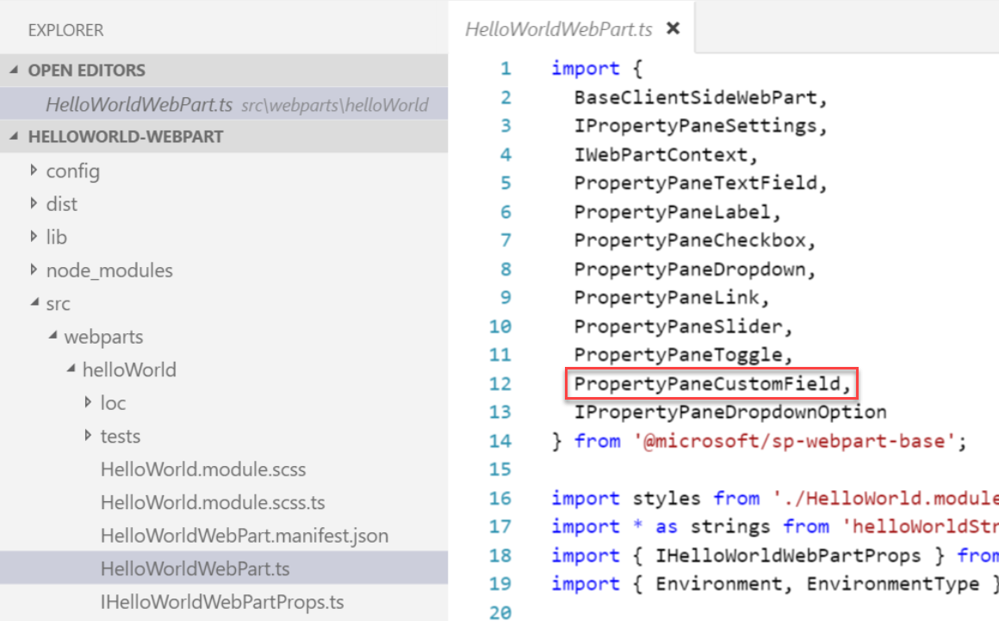 EXPLORER
OPEN EDITORS
HelloWorldWebPart.ts src\webparts\helloWorld
HELLOWORLD-WEBPART
config
dist
lib
node_modules
src
webparts
helloWorld
loc
tests
HelloWorld.module.scss
HelloWorld.module.scss.ts
HelloWorldWebPart.manifest.json
HelloWorldWebPart.ts
IHelloWorldWebPartProps.ts
HelloWorldWebPart.ts ×
1 import {
2 BaseClientSideWebPart,
3 IPropertyPaneSettings,
4 IWebPartContext,
5 PropertyPaneTextField,
6 PropertyPaneLabel,
7 PropertyPaneCheckbox,
8 PropertyPaneDropdown,
9 PropertyPaneLink,
10 PropertyPaneSlider,
11 PropertyPaneToggle,
12 PropertyPaneCustomField,
13 IPropertyPaneDropdownOption
14 } from '@microsoft/sp-webpart-base';
15
16 import styles from './HelloWorld.module
17 import * as strings from 'helloWorldStr
18 import { IHelloWorldWebPartProps } from
19 import { Environment, EnvironmentType }
20